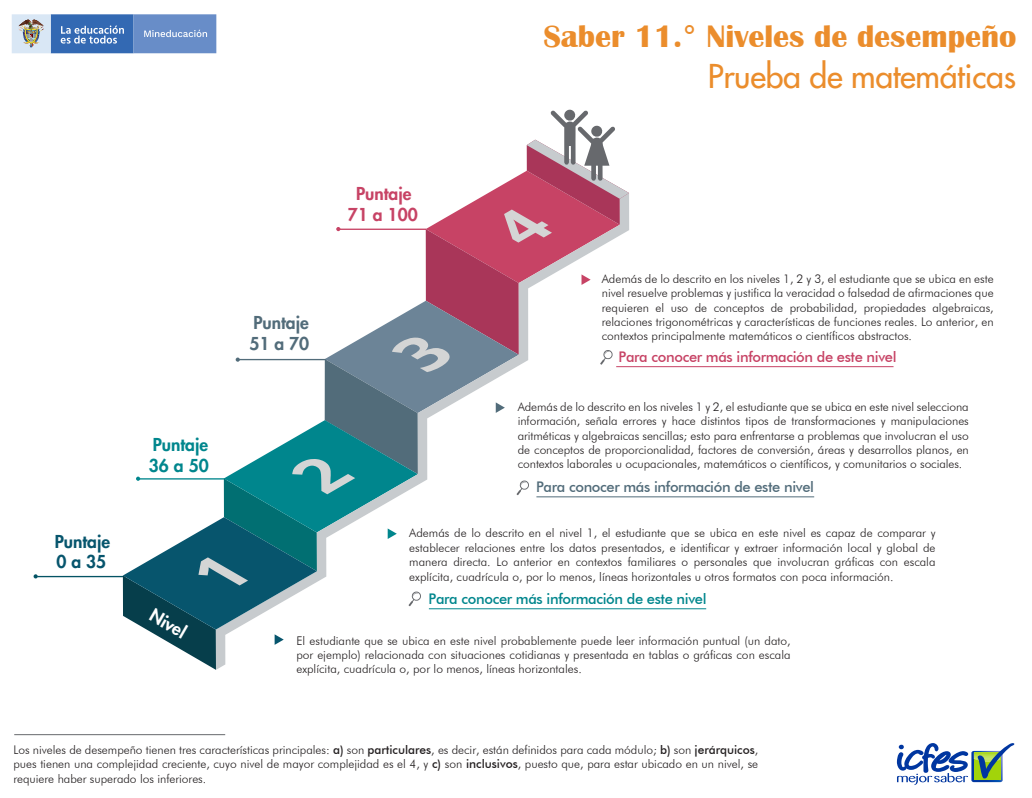 La educación
es de todos
Mineducación
Saber 11.° Niveles de desempeño
Prueba de matemáticas
Puntaje
71 a 100
4
Además de lo descrito en los niveles 1, 2 y 3, el estudiante que se ubica en este
nivel resuelve problemas y justifica la veracidad o falsedad de afirmaciones que
requieren el uso de conceptos de probabilidad, propiedades algebraicas,
relaciones trigonométricas y características de funciones reales. Lo anterior, en
contextos principalmente matemáticos o científicos abstractos.
Para conocer más información de este nivel
Puntaje
51 a 70
3
Además de lo descrito en los niveles 1 y 2, el estudiante que se ubica en este nivel selecciona
información, señala errores y hace distintos tipos de transformaciones y manipulaciones
aritméticas y algebraicas sencillas; esto para enfrentarse a problemas que involucran el uso
de conceptos de proporcionalidad, factores de conversión, áreas y desarrollos planos, en
contextos laborales u ocupacionales, matemáticos o científicos, y comunitarios o sociales.
Para conocer más información de este nivel
Puntaje
36 a 50
2
Además de lo descrito en el nivel 1, el estudiante que se ubica en este nivel es capaz de comparar y
establecer relaciones entre los datos presentados, e identificar y extraer información local y global de
manera directa. Lo anterior en contextos familiares o personales que involucran gráficas con escala
explícita, cuadrícula o, por lo menos, líneas horizontales u otros formatos con poca información.
Para conocer más información de este nivel
Puntaje
0 a 35
1
Nivel
El estudiante que se ubica en este nivel probablemente puede leer información puntual (un dato,
por ejemplo) relacionada con situaciones cotidianas y presentada en tablas o gráficas con escala
explícita, cuadrícula o, por lo menos, líneas horizontales.
Los niveles de desempeño tienen tres características principales: a) son particulares, es decir, están definidos para cada módulo; b) son jerárquicos,
pues tienen una complejidad creciente, cuyo nivel de mayor complejidad es el 4, y c) son inclusivos, puesto que, para estar ubicado en un nivel, se
requiere haber superado los inferiores.
icfes
mejor saber